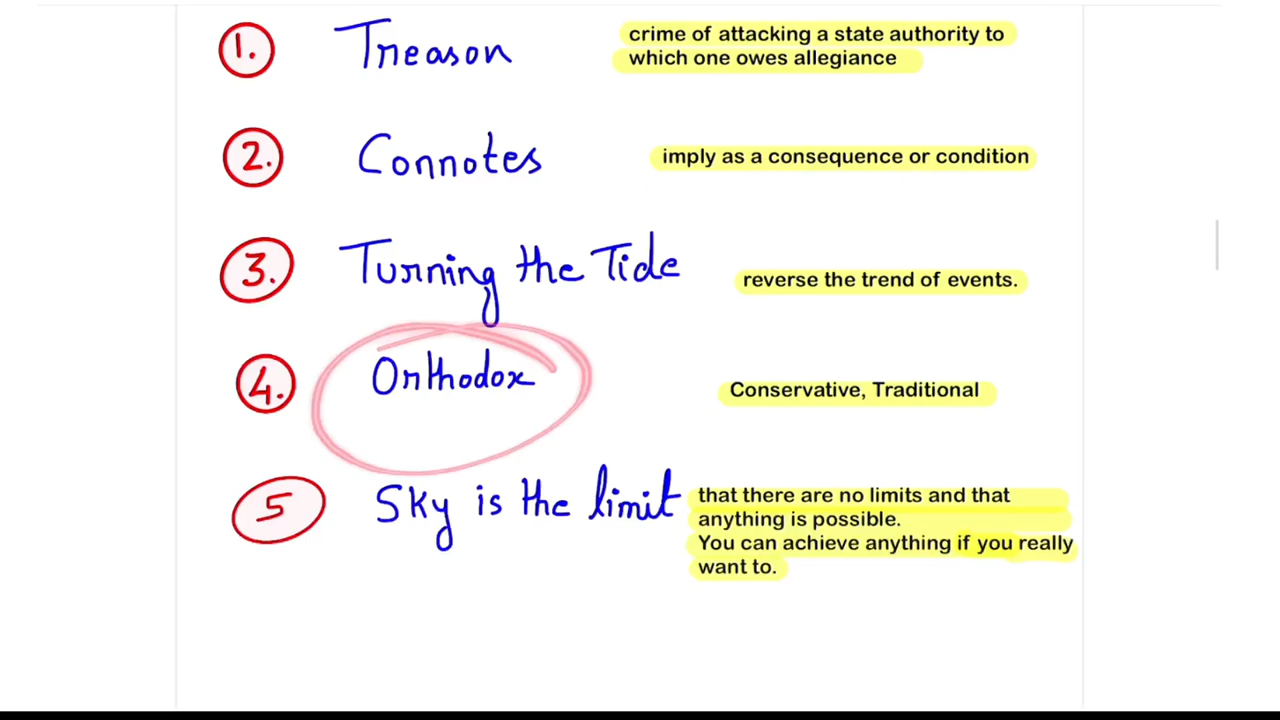 1. Treason crime of attacking a state authority to
which one owes allegiance
2. Connotes imply as a consequence or condition
3. Turning the Tide reverse the trend of events.
4. Orthodox Conservative, Traditional
5 Sky is the limit that there are no limits and that
anything is possible.
You can achieve anything if you really
want to.